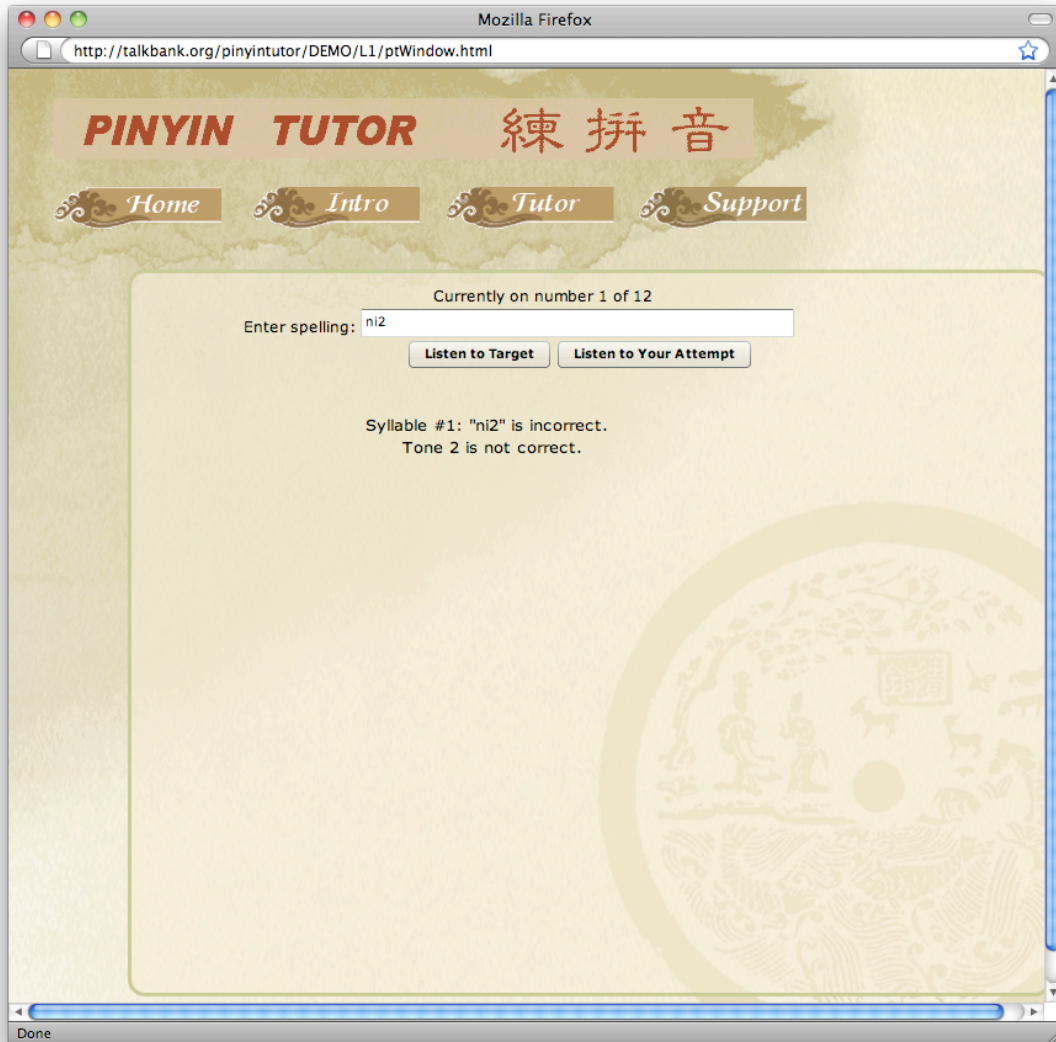 Mozilla Firefox
http://talkbank.org/pinyintutor/DEMO/L1/ptWindow.html
PINYIN TUTOR 練拼音
Home Intro Tutor Support
Currently on number 1 of 12
Enter spelling: ni2
Listen to Target Listen to Your Attempt
Syllable #1: "ni2" is incorrect.
Tone 2 is not correct.
Done